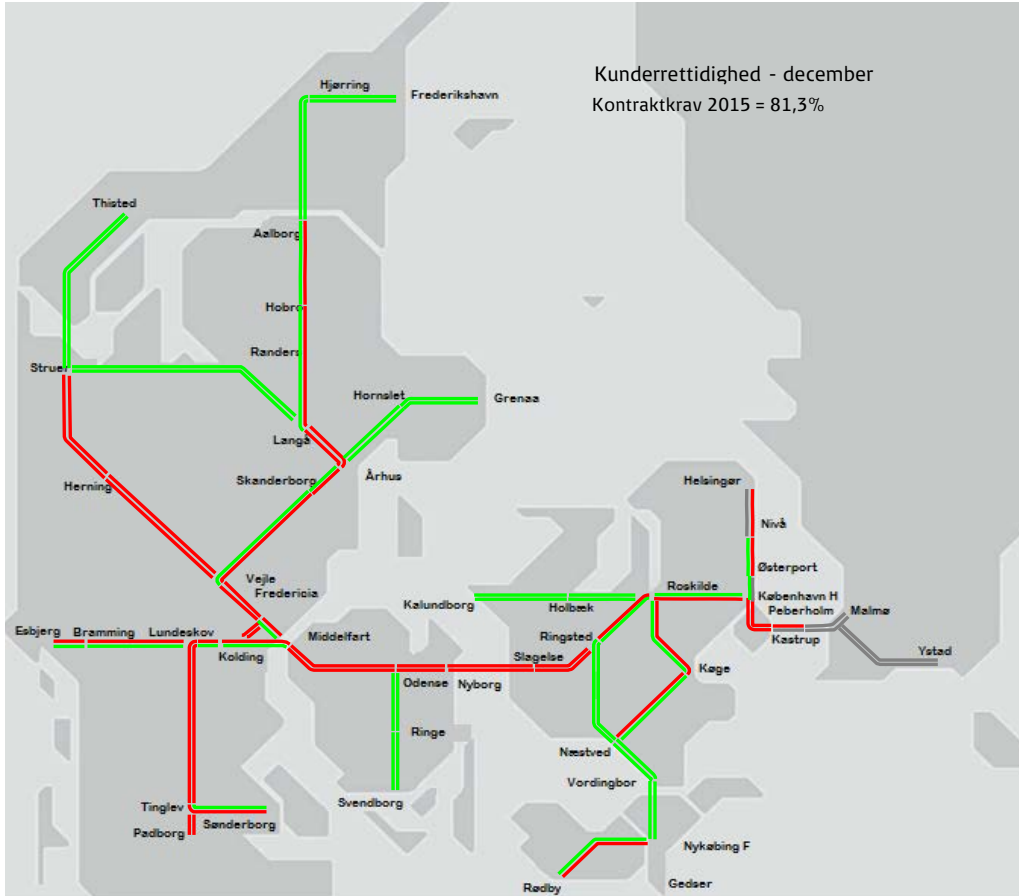 Kunderrettidighed - december
Kontraktkrav 2015 = 81,3%
Hjørring
Frederikshavn
Thisted
Aalborg
Hobro
Randers
Struer
Hornslet
Grenaa
Langå
Skanderborg
Århus
Herning
Helsingør
Nivå
Østerport
Vejle
Fredericia
Roskilde
København H
Kalundborg
Holbæk
Peberholm
Malmø
Esbjerg
Bramming
Lundeskov
Middelfart
Ringsted
Kastrup
Kolding
Slagelse
Ystad
Odense
Nyborg
Køge
Ringe
Næstved
Vordingbor
Svendborg
Tinglev
Sønderborg
Padborg
Nykøbing F
Rødby
Gedser